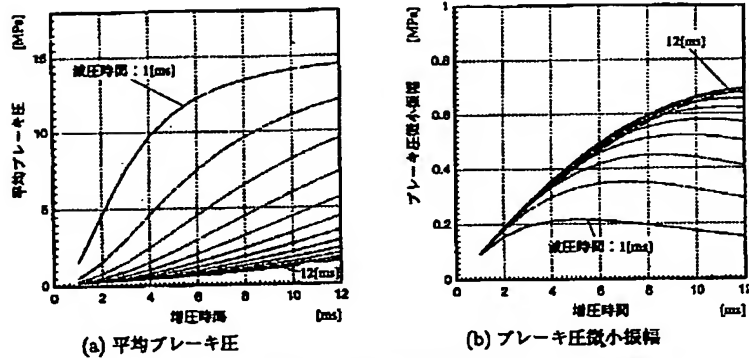 [MPa]
平均ブレーキ圧
15
10
5
0
減圧時間：1[ms]
12[ms]
0 2 4 6 8 10 12
増圧時間 [ms]
(a) 平均ブレーキ圧
[MPa]
ブレーキ圧微小振幅
1
0.8
0.6
0.4
0.2
12[ms]
減圧時間：1[ms]
0 2 4 6 8 10 12
増圧時間 [ms]
(b) ブレーキ圧微小振幅